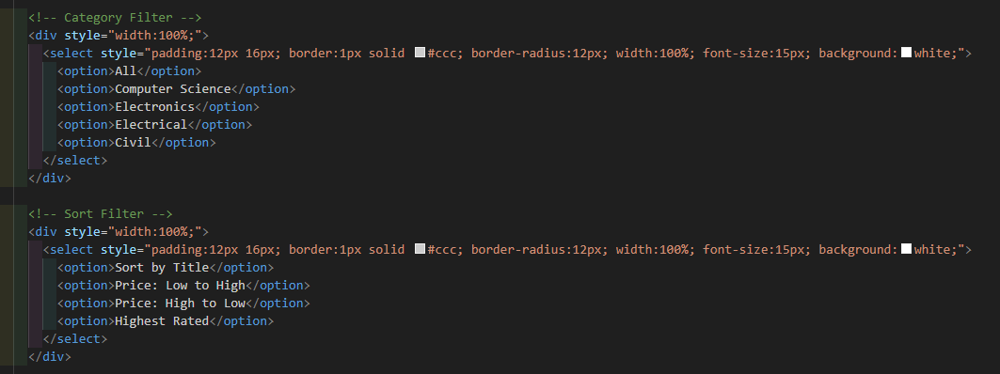 <!-- Category Filter -->
<div style="width:100%;">
<select style="padding:12px 16px; border:1px solid #ccc; border-radius:12px; width:100%; font-size:15px; background:white;">
<option>All</option>
<option>Computer Science</option>
<option>Electronics</option>
<option>Electrical</option>
<option>Civil</option>
</select>
</div>
<!-- Sort Filter -->
<div style="width:100%;">
<select style="padding:12px 16px; border:1px solid #ccc; border-radius:12px; width:100%; font-size:15px; background:white;">
<option>Sort by Title</option>
<option>Price: Low to High</option>
<option>Price: High to Low</option>
<option>Highest Rated</option>
</select>
</div>